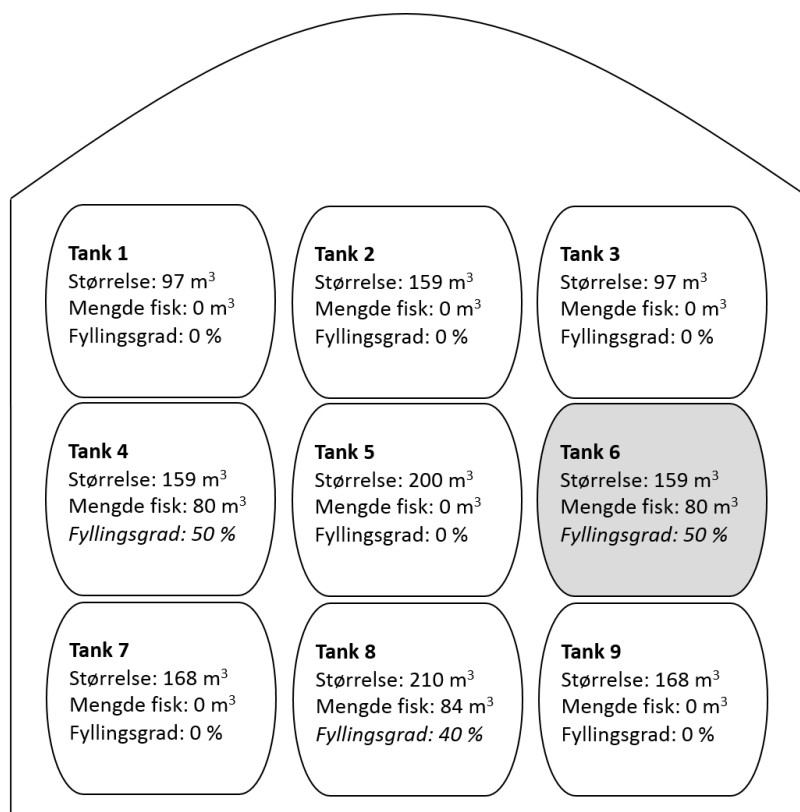 Tank 1
Størrelse: 97 m³
Mengde fisk: 0 m³
Fyllingsgrad: 0 %
Tank 2
Størrelse: 159 m³
Mengde fisk: 0 m³
Fyllingsgrad: 0 %
Tank 3
Størrelse: 97 m³
Mengde fisk: 0 m³
Fyllingsgrad: 0 %
Tank 4
Størrelse: 159 m³
Mengde fisk: 80 m³
Fyllingsgrad: 50 %
Tank 5
Størrelse: 200 m³
Mengde fisk: 0 m³
Fyllingsgrad: 0 %
Tank 6
Størrelse: 159 m³
Mengde fisk: 80 m³
Fyllingsgrad: 50 %
Tank 7
Størrelse: 168 m³
Mengde fisk: 0 m³
Fyllingsgrad: 0 %
Tank 8
Størrelse: 210 m³
Mengde fisk: 84 m³
Fyllingsgrad: 40 %
Tank 9
Størrelse: 168 m³
Mengde fisk: 0 m³
Fyllingsgrad: 0 %